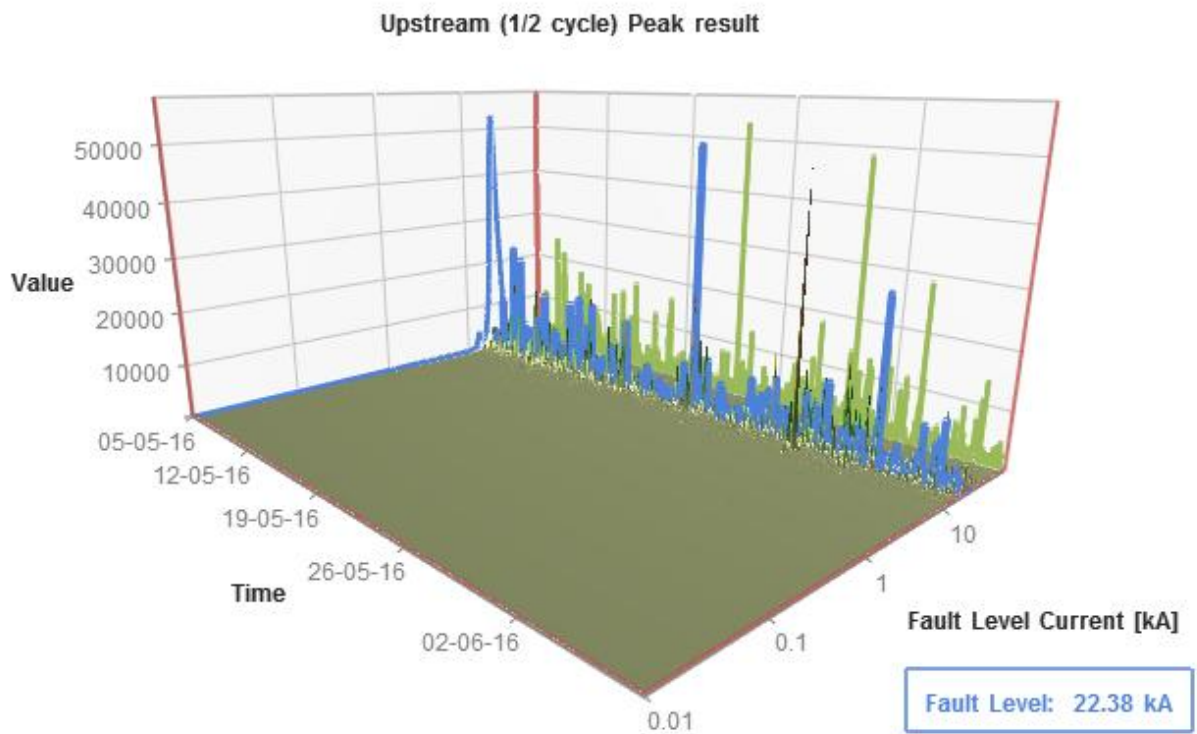 Upstream (1/2 cycle) Peak result
50000
40000
30000
20000
10000
Value
05-05-16
12-05-16
19-05-16
26-05-16
02-06-16
Time
10
1
0.1
0.01
Fault Level Current [kA]
Fault Level: 22.38 kA